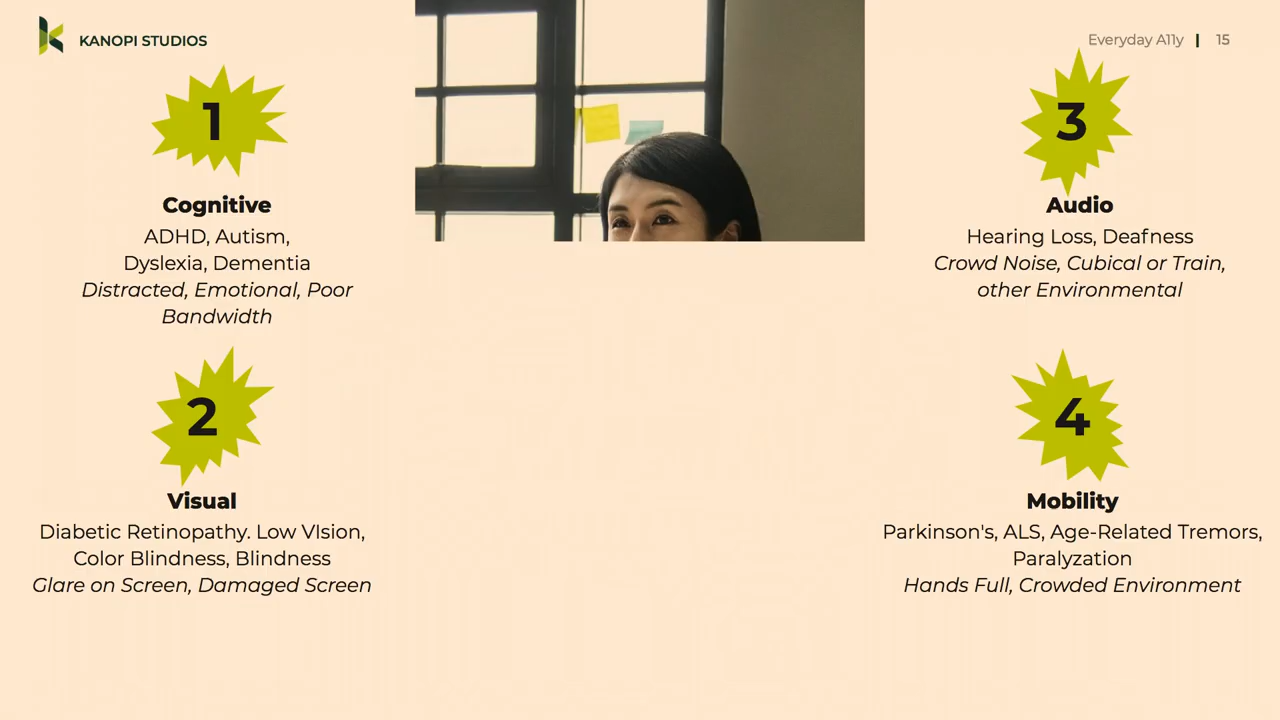 KANOPI STUDIOS
Everyday A11y | 15
1
Cognitive
ADHD, Autism,
Dyslexia, Dementia
Distracted, Emotional, Poor
Bandwidth
2
Visual
Diabetic Retinopathy. Low VIsion,
Color Blindness, Blindness
Glare on Screen, Damaged Screen
3
Audio
Hearing Loss, Deafness
Crowd Noise, Cubical or Train,
other Environmental
4
Mobility
Parkinson's, ALS, Age-Related Tremors,
Paralyzation
Hands Full, Crowded Environment